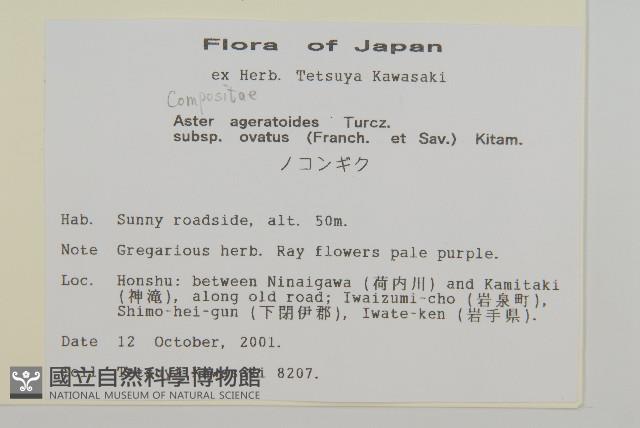 Flora of Japan
ex Herb. Tetsuya Kawasaki
Compositae
Aster ageratoides Turcz.
subsp. ovatus (Franch. et Sav.) Kitam.
ノコンギク
Hab. Sunny roadside, alt. 50m.
Note Gregarious herb. Ray flowers pale purple.
Loc. Honshu: between Ninaigawa (荷内川) and Kamitaki
(神滝), along old road; Iwaizumi-cho (岩泉町),
Shimo-hei-gun (下閉伊郡), Iwate-ken (岩手県).
Date 12 October, 2001.
8207.
國立自然科學博物館
NATIONAL MUSEUM OF NATURAL SCIENCE